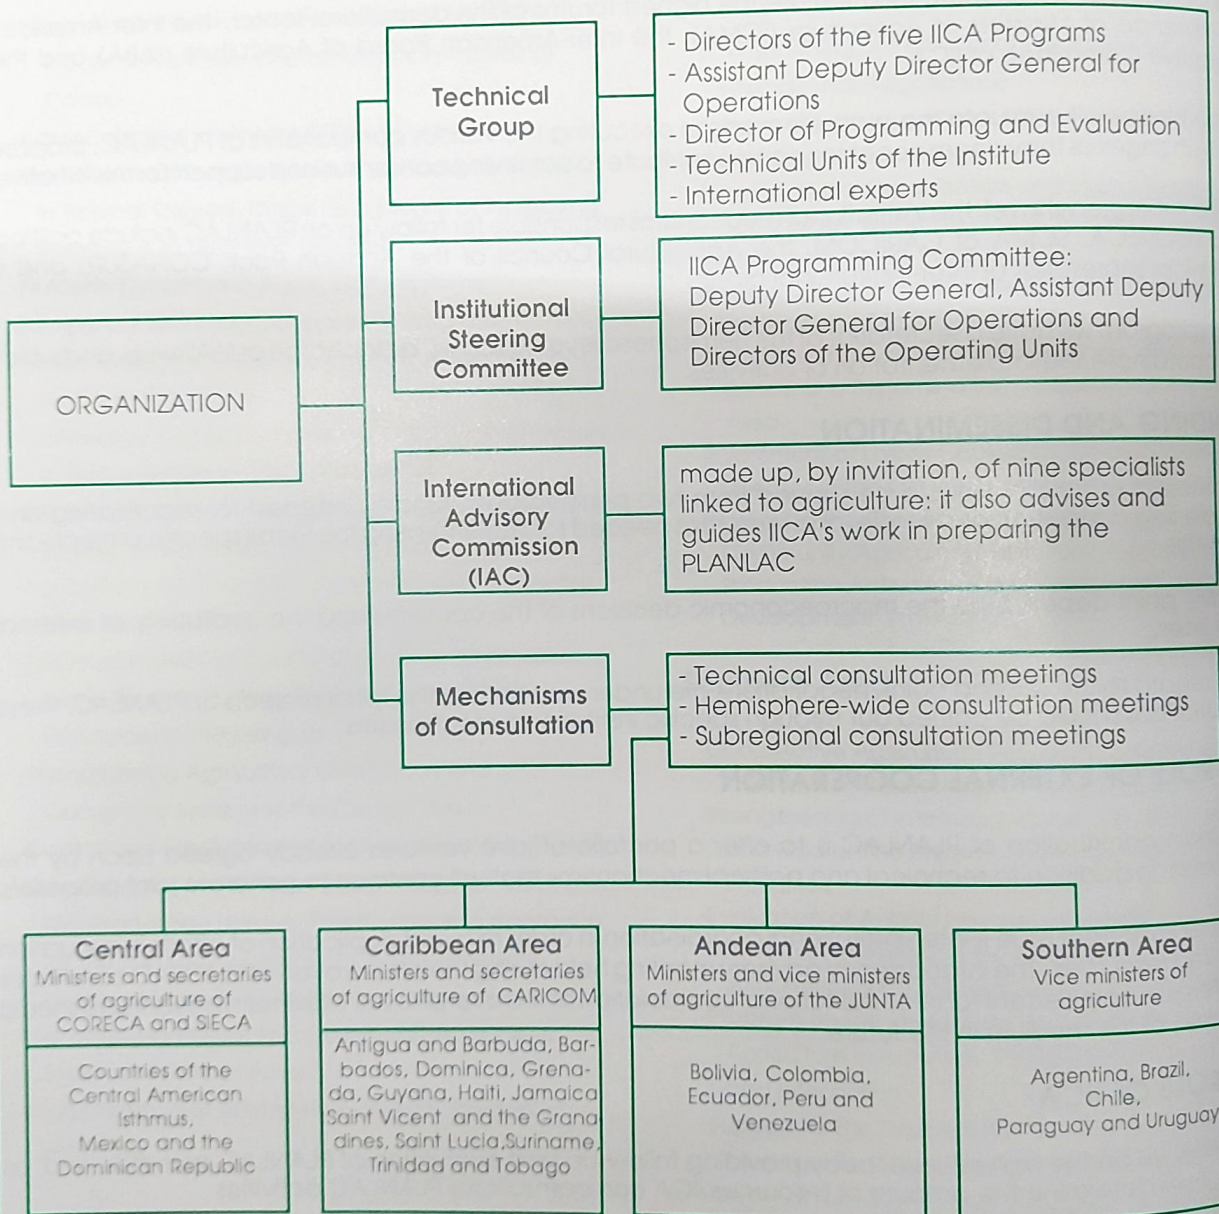 Technical
Group
- Directors of the five IICA Programs
- Assistant Deputy Director General for
Operations
- Director of Programming and Evaluation
- Technical Units of the Institute
- International experts
ORGANIZATION
Institutional
Steering
Committee
IICA Programming Committee:
Deputy Director General, Assistant Deputy
Director General for Operations and
Directors of the Operating Units
International
Advisory
Commission
(IAC)
made up, by invitation, of nine specialists
linked to agriculture: it also advises and
guides IICA's work in preparing the
PLANLAC
Mechanisms
of Consultation
- Technical consultation meetings
- Hemisphere-wide consultation meetings
- Subregional consultation meetings
Central Area
Ministers and secretaries
of agriculture of
CORECA and SIECA
Countries of the
Central American
Isthmus,
Mexico and the
Dominican Republic
Caribbean Area
Ministers and secretaries
of agriculture of CARICOM
Antigua and Barbuda, Bar-
bados, Dominica, Grena-
da, Guyana, Haiti, Jamaica
Saint Vicent and the Grana
dines, Saint Lucia,Suriname,
Trinidad and Tobago
Andean Area
Ministers and vice ministers
of agriculture of the JUNTA
Bolivia, Colombia,
Ecuador, Peru and
Venezuela
Southern Area
Vice ministers of
agriculture
Argentina, Brazil,
Chile,
Paraguay and Uruguay